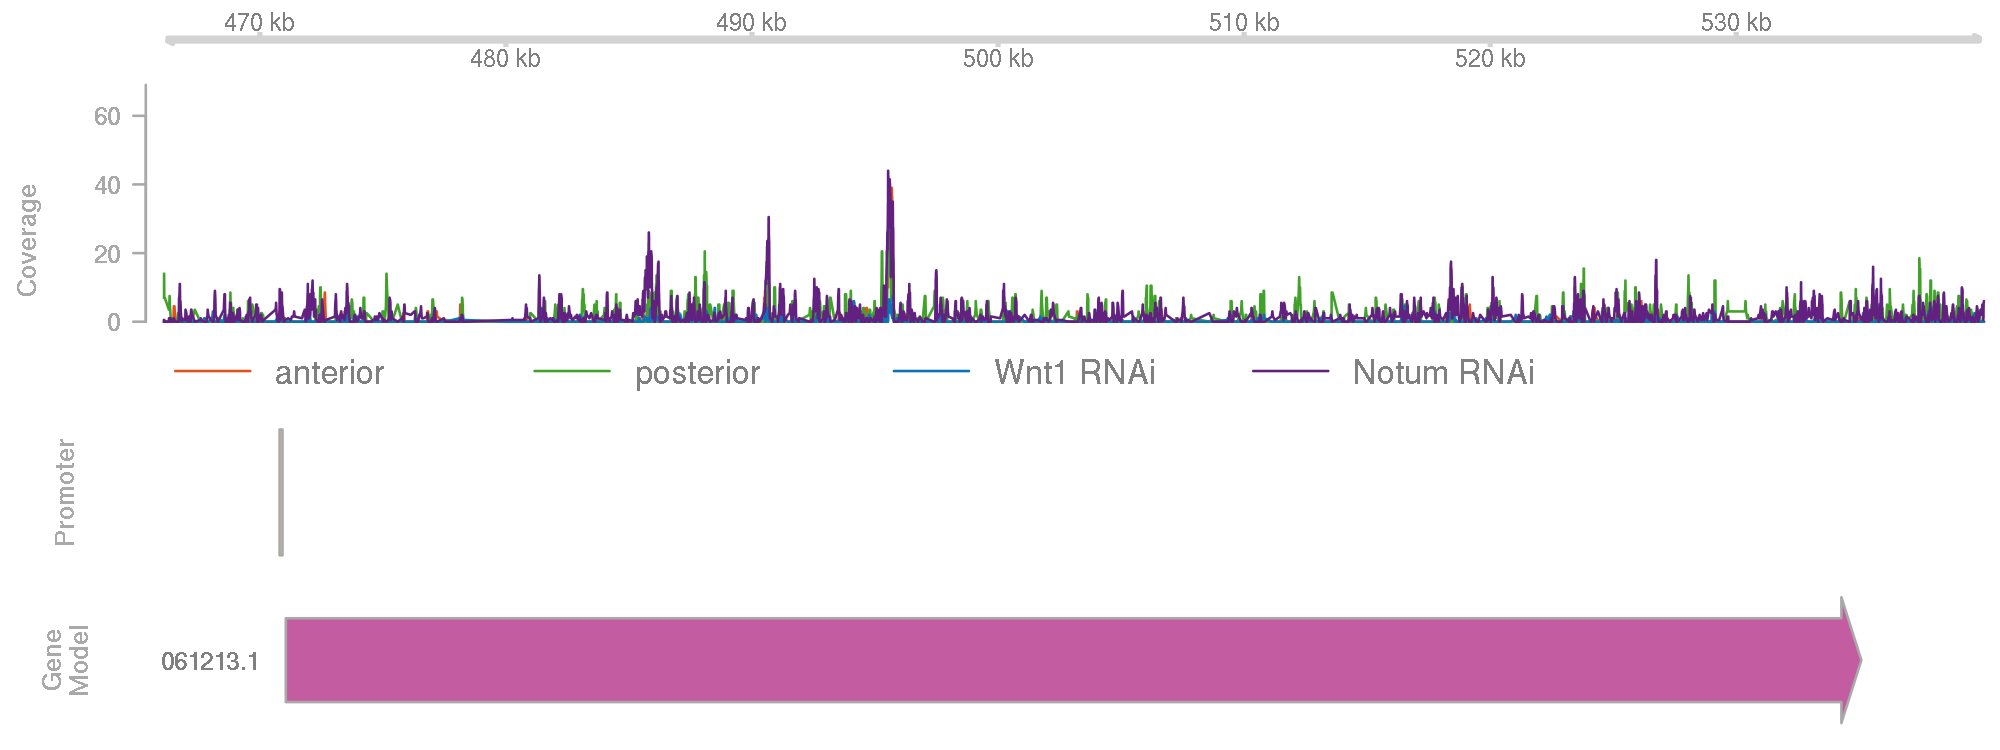 470 kb 490 kb 510 kb 530 kb
480 kb 500 kb 520 kb
Coverage
60
40
20
0
anterior posterior Wnt1 RNAi Notum RNAi
Promoter
Gene
Model
061213.1